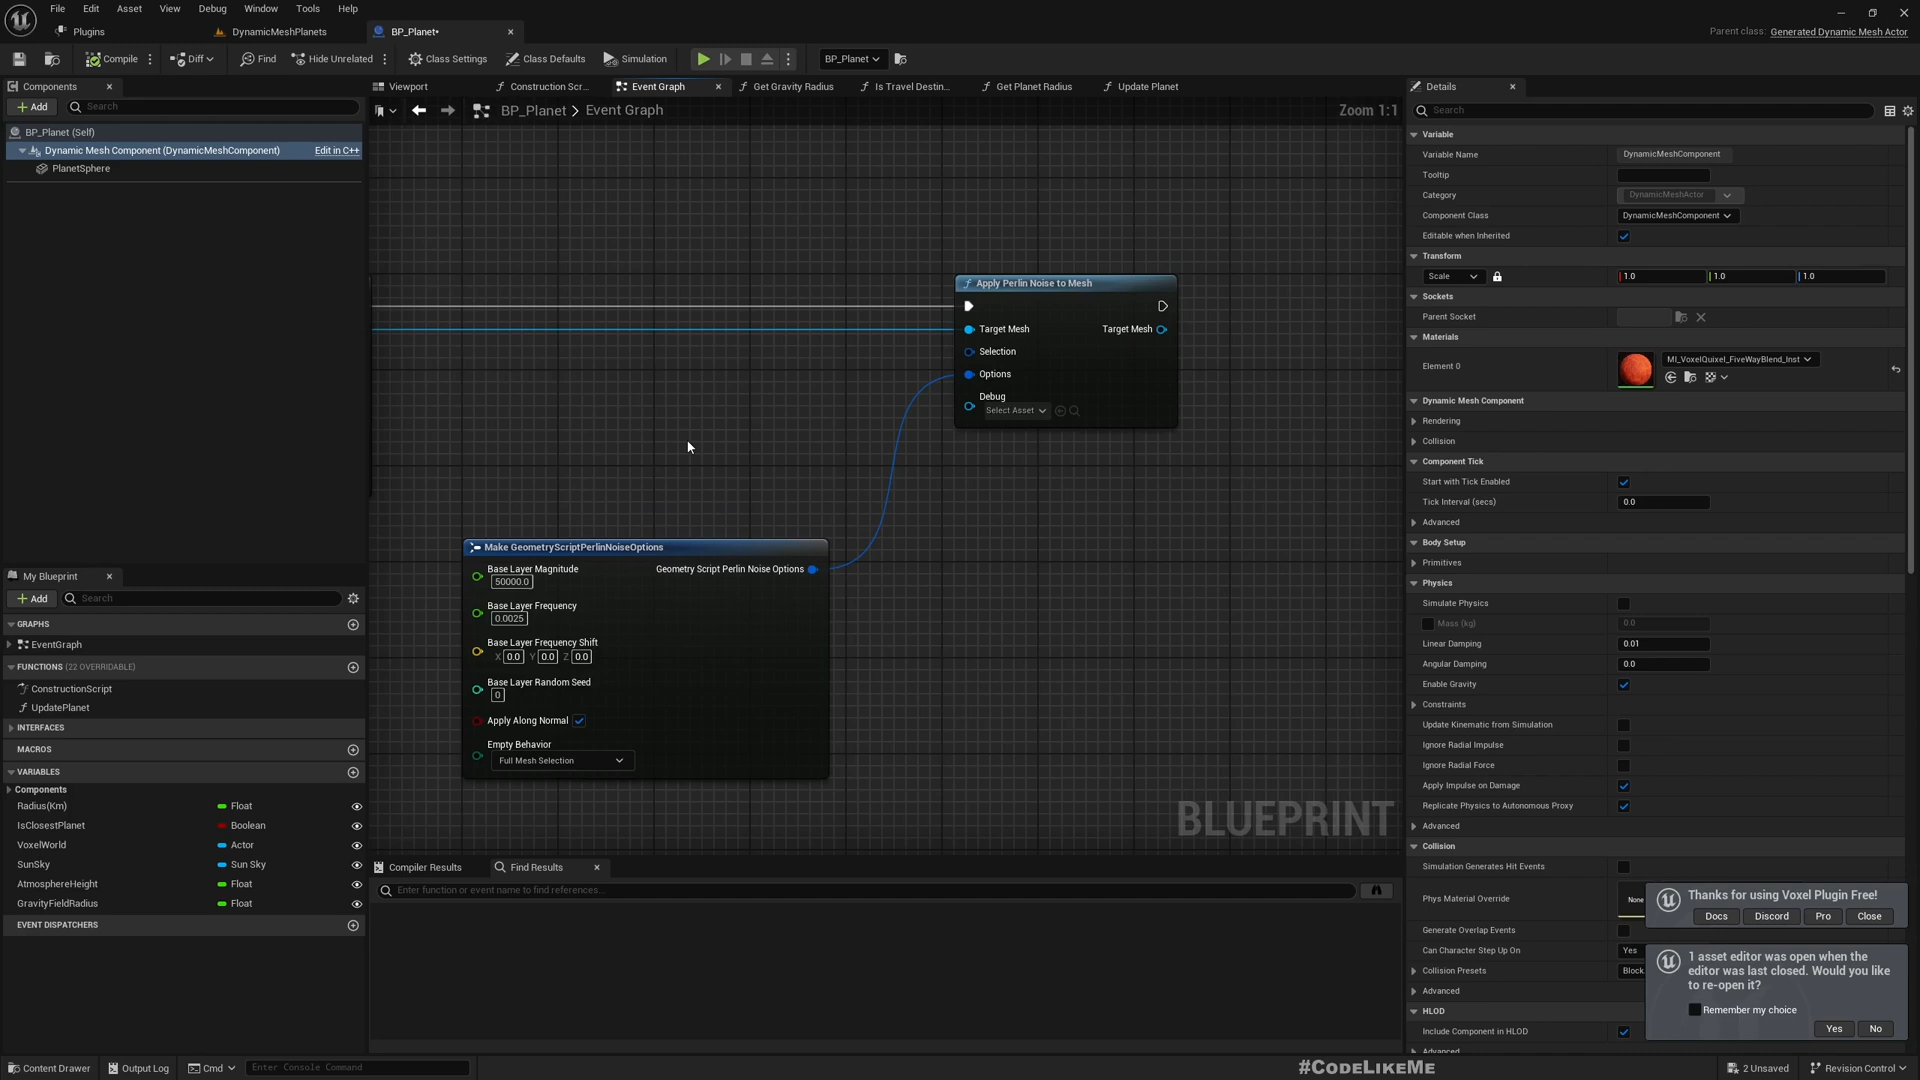 File Edit Asset View Debug Window Tools Help
Plugins DynamicMeshPlanets BP_Planet•
Parent class: Generated Dynamic Mesh Actor
Compile Diff Find Hide Unrelated Class Settings Class Defaults Simulation BP_Planet
Components
Viewport Construction Scr... Event Graph Get Gravity Radius Is Travel Destin... Get Planet Radius Update Planet
Details
Add Search
BP_Planet > Event Graph
Zoom 1:1
Search
BP_Planet (Self)
Dynamic Mesh Component (DynamicMeshComponent) Edit in C++
PlanetSphere
Apply Perlin Noise to Mesh
Target Mesh Target Mesh
Selection
Options
Debug
Select Asset
Make GeometryScriptPerlinNoiseOptions
Base Layer Magnitude Geometry Script Perlin Noise Options
50000.0
Base Layer Frequency
0.0025
Base Layer Frequency Shift
X 0.0 Y 0.0 Z 0.0
Base Layer Random Seed
0
Apply Along Normal
Empty Behavior
Full Mesh Selection
BLUEPRINT
My Blueprint
Add Search
GRAPHS
EventGraph
FUNCTIONS (22 OVERRIDABLE)
ConstructionScript
UpdatePlanet
INTERFACES
MACROS
VARIABLES
Components
Radius(Km) Float
IsClosestPlanet Boolean
VoxelWorld Actor
SunSky Sun Sky
AtmosphereHeight Float
GravityFieldRadius Float
EVENT DISPATCHERS
Compiler Results Find Results
Enter function or event name to find references...
Variable
Variable Name DynamicMeshComponent
Tooltip
Category DynamicMeshActor
Component Class DynamicMeshComponent
Editable when Inherited
Transform
Scale 1.0 1.0 1.0
Sockets
Parent Socket
Materials
Element 0 MI_VoxelQuixel_FiveWayBlend_Inst
Dynamic Mesh Component
Rendering
Collision
Component Tick
Start with Tick Enabled
Tick Interval (secs) 0.0
Advanced
Body Setup
Primitives
Physics
Simulate Physics
Mass (kg) 0.0
Linear Damping 0.01
Angular Damping 0.0
Enable Gravity
Constraints
Update Kinematic from Simulation
Ignore Radial Impulse
Ignore Radial Force
Apply Impulse on Damage
Replicate Physics to Autonomous Proxy
Advanced
Collision
Simulation Generates Hit Events
Phys Material Override None
Generate Overlap Events
Can Character Step Up On Yes
Collision Presets Block
Advanced
HLOD
Include Component in HLOD
Advanced
Thanks for using Voxel Plugin Free!
Docs Discord Pro Close
1 asset editor was open when the
editor was last closed. Would you like
to re-open it?
Remember my choice
Yes No
Content Drawer Output Log Cmd Enter Console Command
#CODELIKEME
2 Unsaved Revision Control